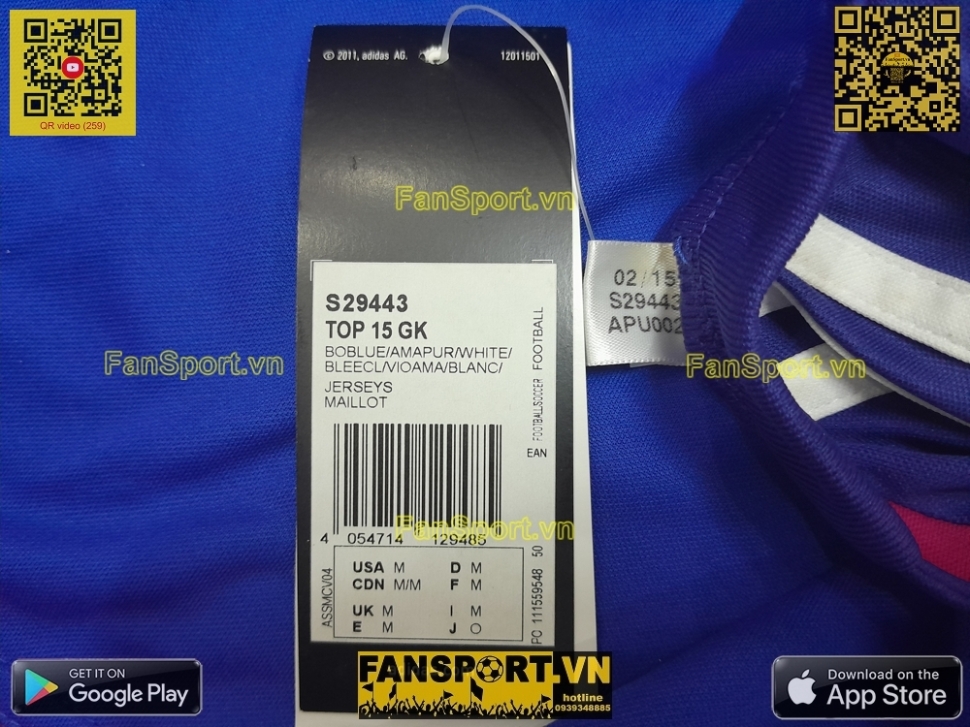 QR video (259)
© 2011, adidas AG.
12011501
FanSport.vn
S29443
TOP 15 GK
BOBLUE/AMAPUR/WHITE/
BLEECL/VIOAMA/BLANC/
JERSEYS
MAILLOT
FOOTBALL/SOCCER FOOTBALL
EAN
02/15
S29443
APU002
FanSport.vn
FanSport.vn
FanSport.vn
4 054714 129485
ASSMCV04
USA M D M
CDN M/M F M
UK M I M
E M J O
PO 111559548 50
GET IT ON
Google Play
FANSPORT.VN
hotline
0939348885
Download on the
App Store